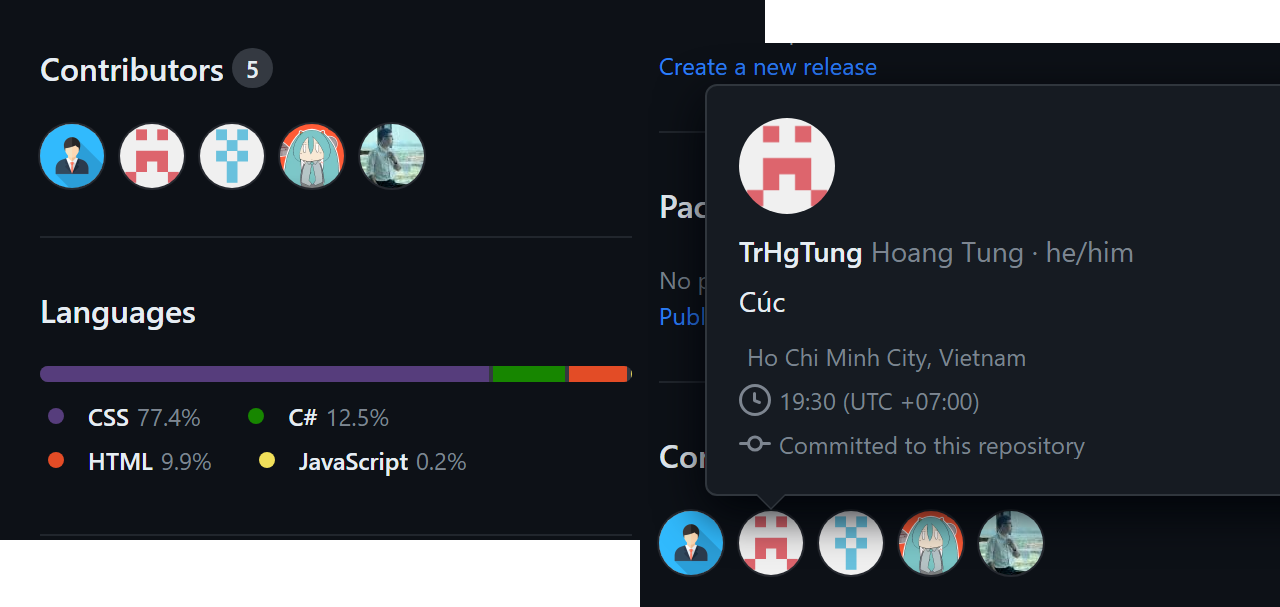 Contributors 5
Languages
CSS 77.4% C# 12.5%
HTML 9.9% JavaScript 0.2%
Create a new release
Pac
No p
Publ
Cor
TrHgTung Hoang Tung · he/him
Cúc
Ho Chi Minh City, Vietnam
19:30 (UTC +07:00)
Committed to this repository